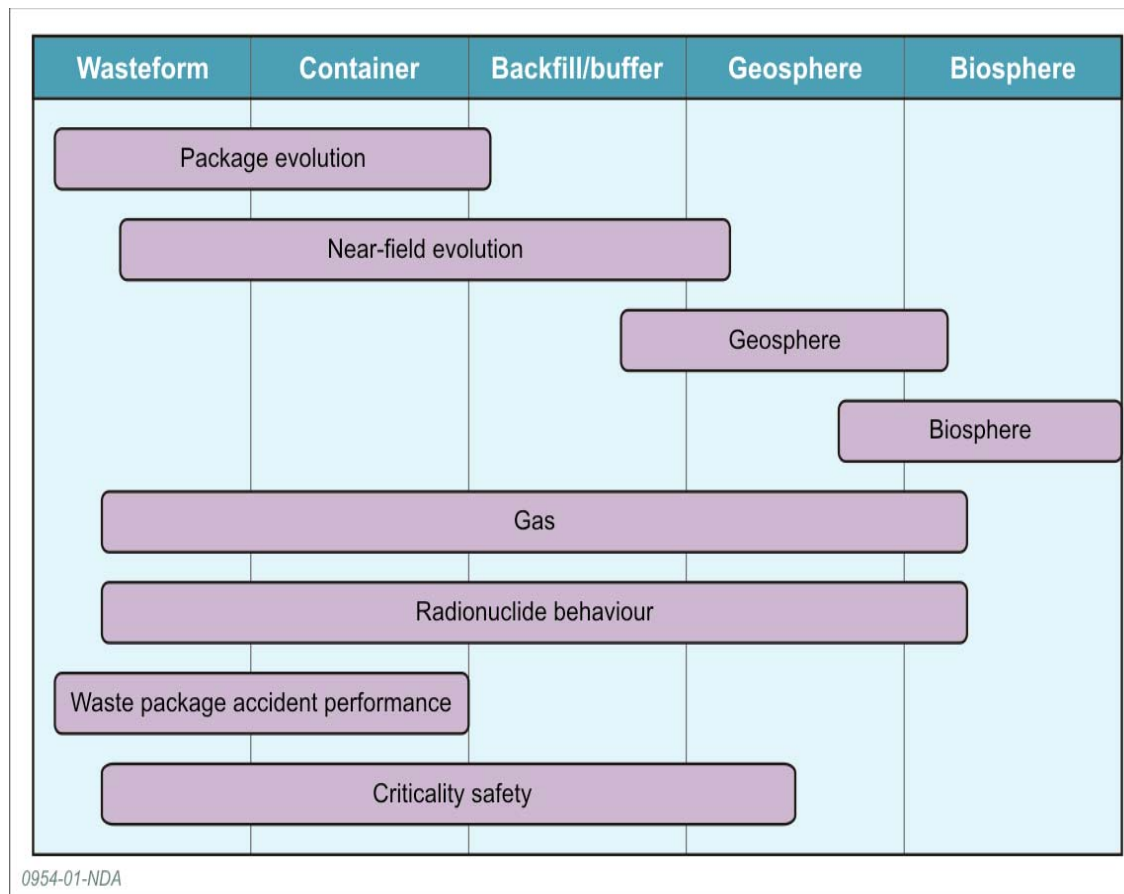 Wasteform Container Backfill/buffer Geosphere Biosphere
Package evolution
Near-field evolution
Geosphere
Biosphere
Gas
Radionuclide behaviour
Waste package accident performance
Criticality safety
0954-01-NDA